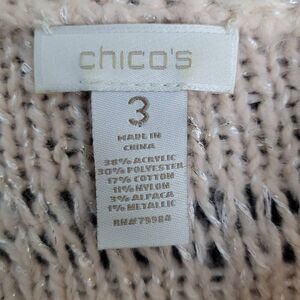 chico's
3
MADE IN
CHINA
38% ACRYLIC
30% POLYESTER
17% COTTON
11% NYLON
3% ALPACA
1% METALLIC
RN#79984